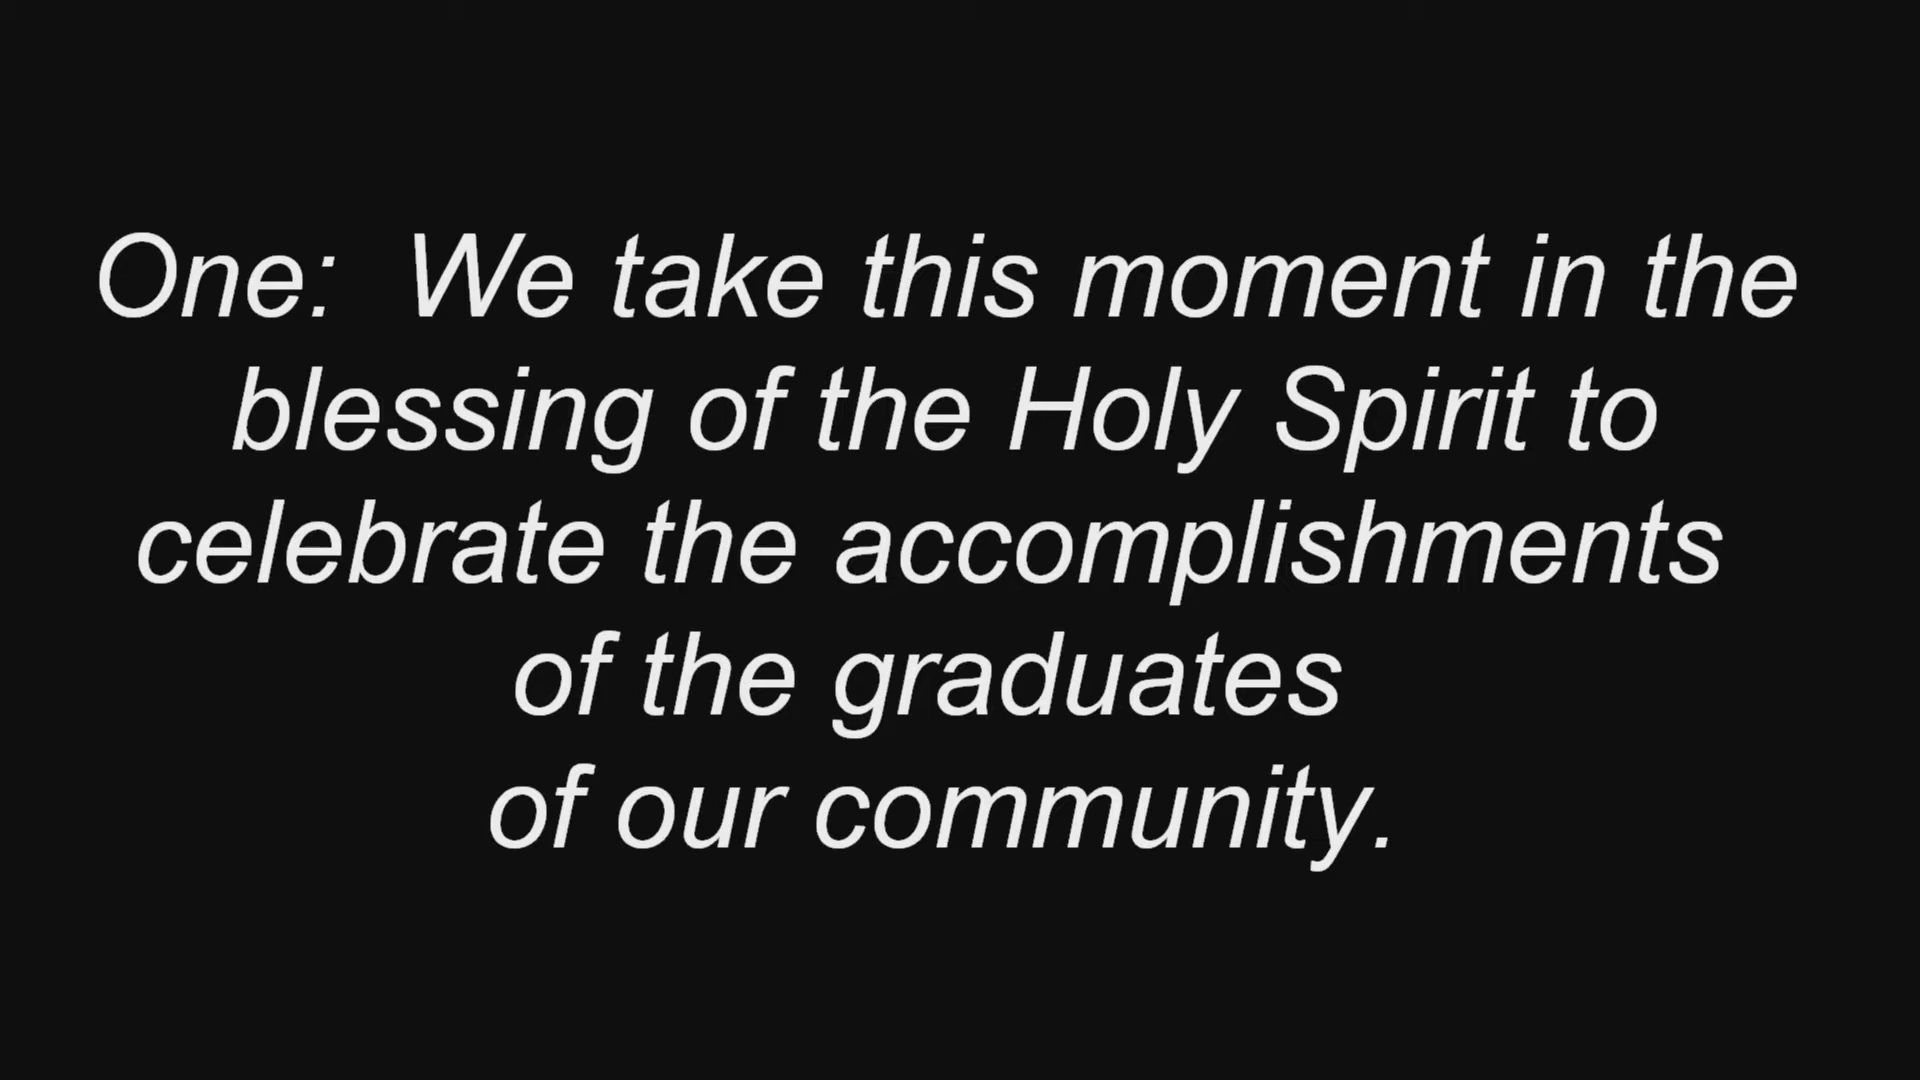 One:  We take this moment in the
blessing of the Holy Spirit to
celebrate the accomplishments
of the graduates
of our community.